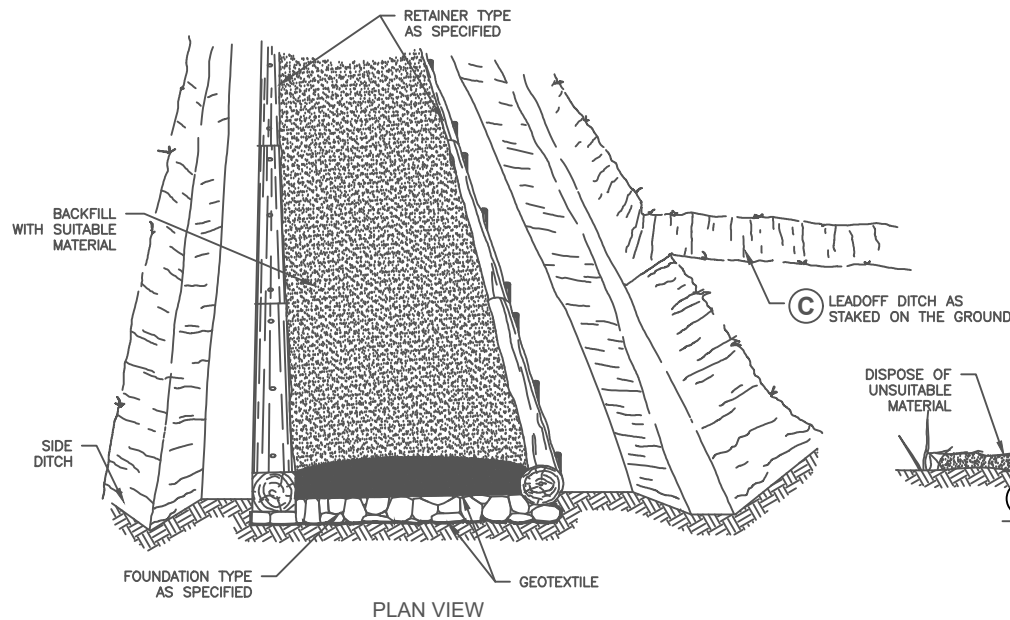 RETAINER TYPE
AS SPECIFIED
BACKFILL
WITH SUITABLE
MATERIAL
C
LEADOFF DITCH AS
STAKED ON THE GROUND
DISPOSE OF
UNSUITABLE
MATERIAL
SIDE
DITCH
FOUNDATION TYPE
AS SPECIFIED
GEOTEXTILE
PLAN VIEW